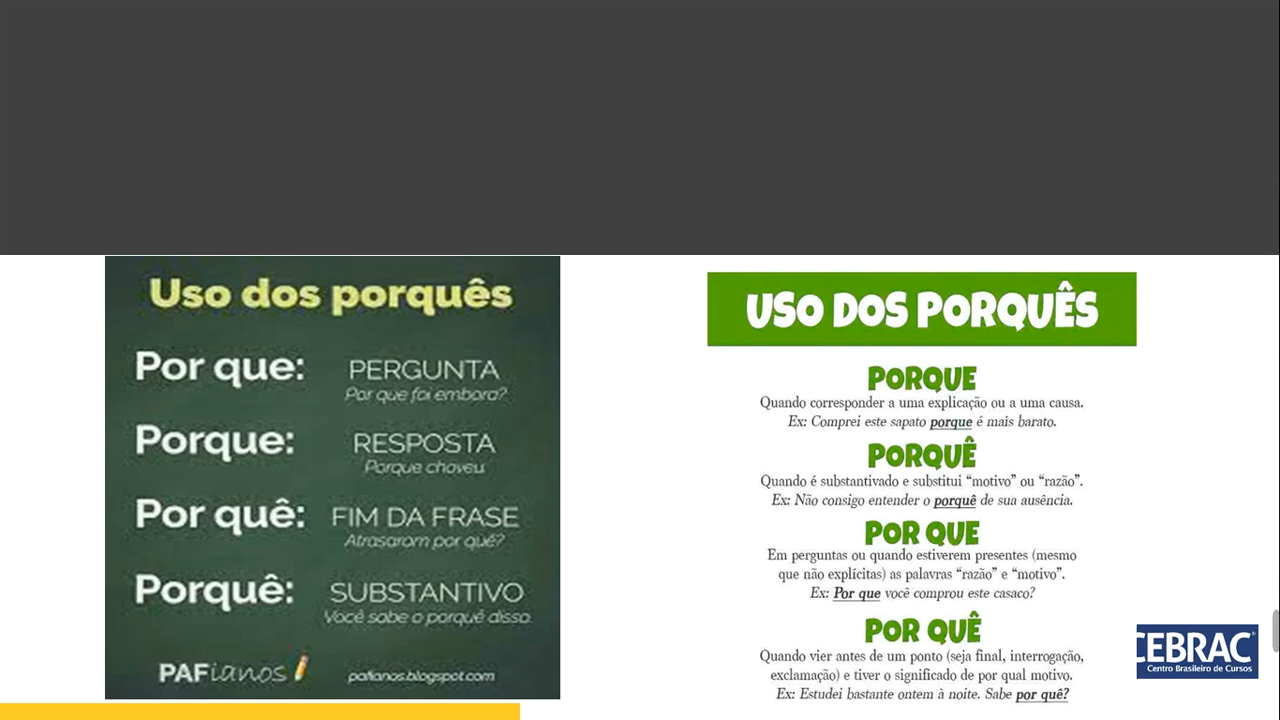 Uso dos porquês
Por que: PERGUNTA
Por que foi embora?
Porque: RESPOSTA
Porque choveu.
Por quê: FIM DA FRASE
Atrasaram por quê?
Porquê: SUBSTANTIVO
Você sabe o porquê disso.
PAFianos pafianos.blogspot.com
USO DOS PORQUÊS
PORQUE
Quando corresponder a uma explicação ou a uma causa.
Ex: Comprei este sapato porque é mais barato.
PORQUÊ
Quando é substantivado e substitui “motivo” ou “razão”.
Ex: Não consigo entender o porquê de sua ausência.
POR QUE
Em perguntas ou quando estiverem presentes (mesmo
que não explícitas) as palavras “razão” e “motivo”.
Ex: Por que você comprou este casaco?
POR QUÊ
Quando vier antes de um ponto (seja final, interrogação,
exclamação) e tiver o significado de por qual motivo.
Ex: Estudei bastante ontem à noite. Sabe por quê?
CEBRAC
Centro Brasileiro de Cursos